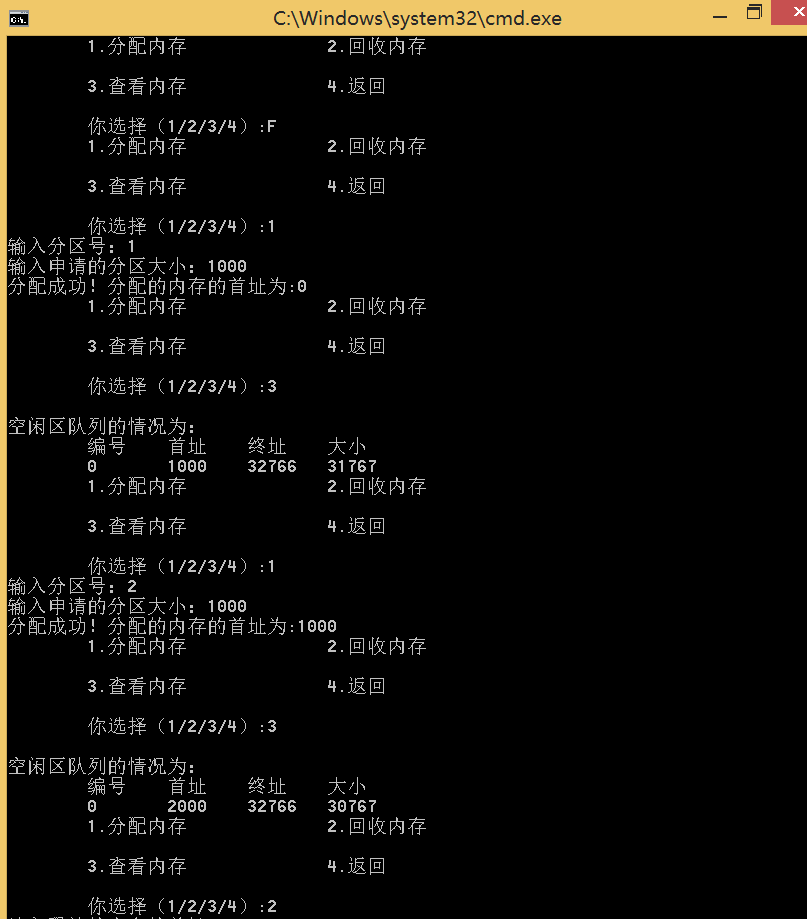 C:\Windows\system32\cmd.exe
1.分配内存 2.回收内存
3.查看内存 4.返回
你选择（1/2/3/4）:F
1.分配内存 2.回收内存
3.查看内存 4.返回
你选择（1/2/3/4）:1
输入分区号：1
输入申请的分区大小：1000
分配成功！分配的内存的首址为:0
1.分配内存 2.回收内存
3.查看内存 4.返回
你选择（1/2/3/4）:3
空闲区队列的情况为：
编号 首址 终址 大小
0 1000 32766 31767
1.分配内存 2.回收内存
3.查看内存 4.返回
你选择（1/2/3/4）:1
输入分区号：2
输入申请的分区大小：1000
分配成功！分配的内存的首址为:1000
1.分配内存 2.回收内存
3.查看内存 4.返回
你选择（1/2/3/4）:3
空闲区队列的情况为：
编号 首址 终址 大小
0 2000 32766 30767
1.分配内存 2.回收内存
3.查看内存 4.返回
你选择（1/2/3/4）:2